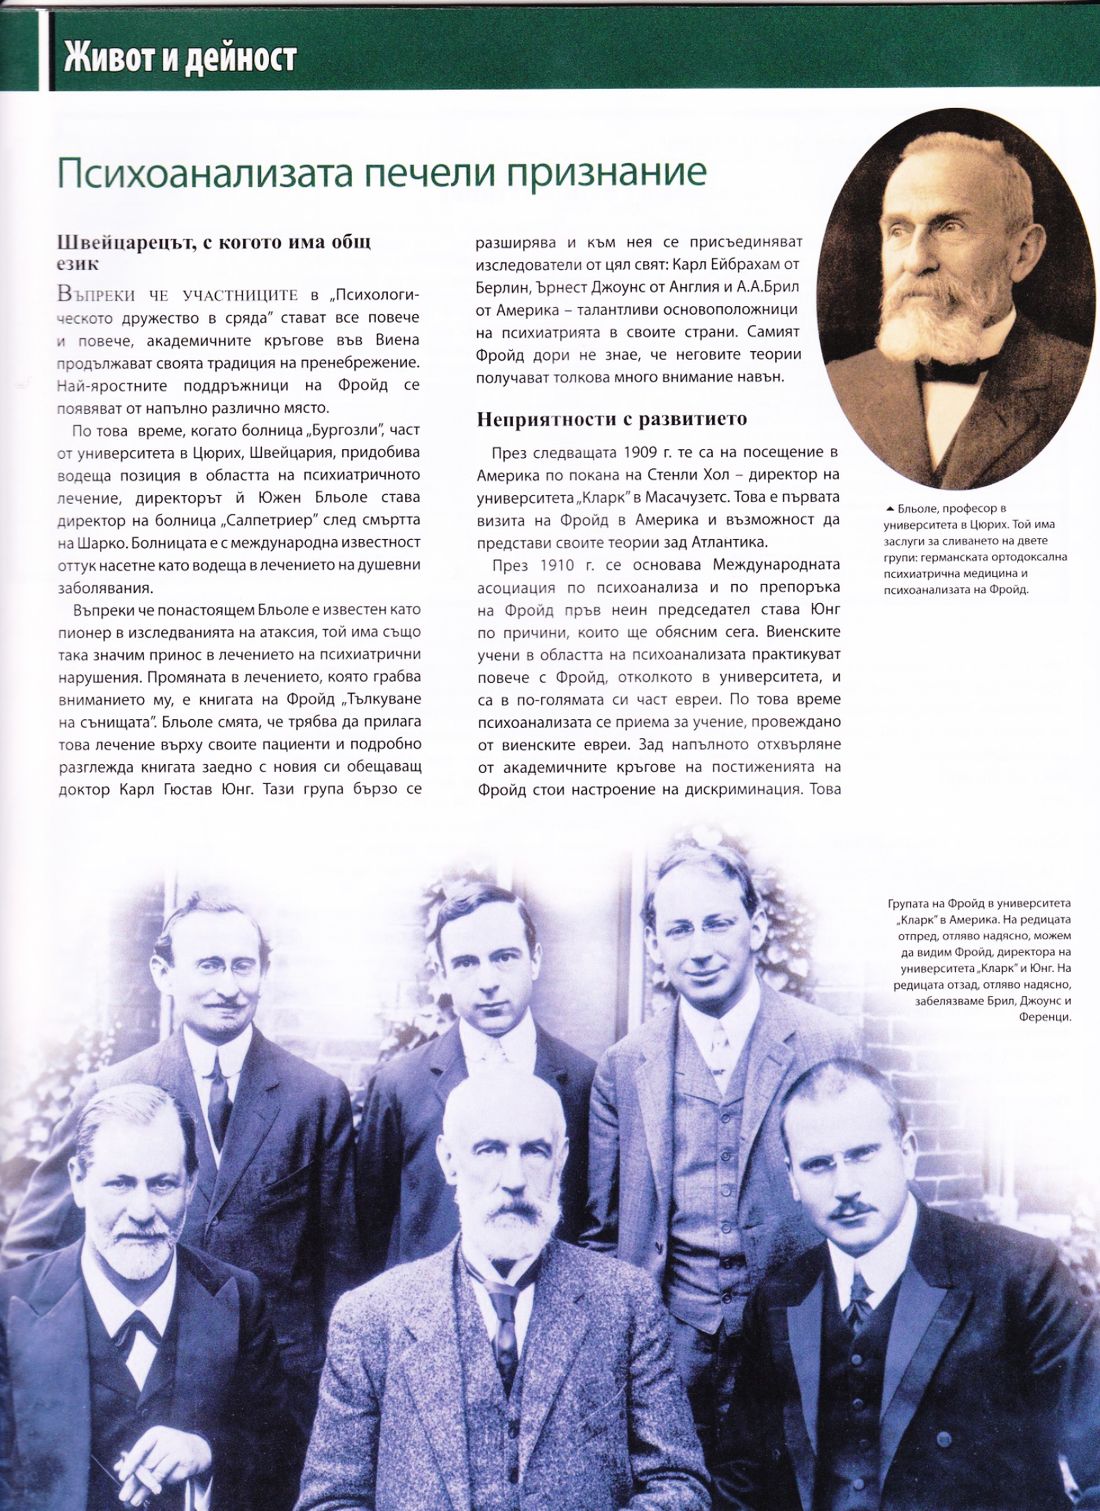 Живот и дейност
Психоанализата печели признание
Швейцарецът, с когото има общ
език
Въпреки че участниците в „Психологи-
ческото дружество в сряда” стават все повече
и повече, академичните кръгове във Виена
продължават своята традиция на пренебрежение.
Най-яростните поддръжници на Фройд се
появяват от напълно различно място.
По това време, когато болница „Бургозли”, част
от университета в Цюрих, Швейцария, придобива
водеща позиция в областта на психиатричното
лечение, директорът й Южен Бльоле става
директор на болница „Салпетриер” след смъртта
на Шарко. Болницата е с международна известност
оттук насетне като водеща в лечението на душевни
заболявания.
Въпреки че понастоящем Бльоле е известен като
пионер в изследванията на атаксия, той има също
така значим принос в лечението на психиатрични
нарушения. Промяната в лечението, която грабва
вниманието му, е книгата на Фройд „Тълкуване
на сънищата”. Бльоле смята, че трябва да прилага
това лечение върху своите пациенти и подробно
разглежда книгата заедно с новия си обещаващ
доктор Карл Гюстав Юнг. Тази група бързо се
разширява и към нея се присъединяват
изследователи от цял свят: Карл Ейбрахам от
Берлин, Ърнест Джоунс от Англия и А.А.Брил
от Америка – талантливи основоположници
на психиатрията в своите страни. Самият
Фройд дори не знае, че неговите теории
получават толкова много внимание навън.
Неприятности с развитието
През следващата 1909 г. те са на посещение в
Америка по покана на Стенли Хол – директор на
университета „Кларк” в Масачузетс. Това е първата
визита на Фройд в Америка и възможност да
представи своите теории зад Атлантика.
През 1910 г. се основава Международната
асоциация по психоанализа и по препоръка
на Фройд пръв неин председател става Юнг
по причини, които ще обясним сега. Виенските
учени в областта на психоанализата практикуват
повече с Фройд, отколкото в университета, и
са в по-голямата си част евреи. По това време
психоанализата се приема за учение, провеждано
от виенските евреи. Зад напълното отхвърляне
от академичните кръгове на постиженията на
Фройд стои настроение на дискриминация. Това
Бльоле, професор в
университета в Цюрих. Той има
заслуги за сливането на двете
групи: германската ортодоксална
психиатрична медицина и
психоанализата на Фройд.
Групата на Фройд в университета
„Кларк” в Америка. На редицата
отпред, отляво надясно, можем
да видим Фройд, директора на
университета „Кларк” и Юнг. На
редицата отзад, отляво надясно,
забелязваме Брил, Джоунс и
Ференци.